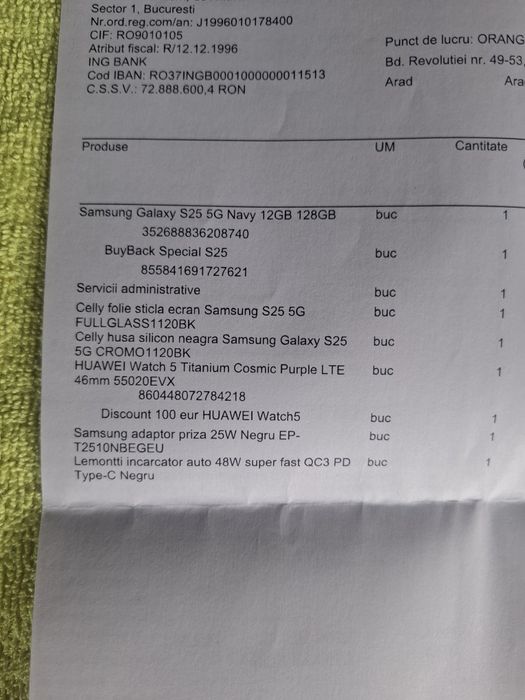 Sector 1, Bucuresti
Nr.ord.reg.com/an: J1996010178400
CIF: RO9010105
Atribut fiscal: R/12.12.1996
ING BANK
Cod IBAN: RO37INGB0001000000011513
C.S.S.V.: 72.888.600,4 RON
Punct de lucru: ORANG
Bd. Revolutiei nr. 49-53,
Arad Ara
Produse UM Cantitate
Samsung Galaxy S25 5G Navy 12GB 128GB buc 1
352688836208740
BuyBack Special S25 buc 1
855841691727621
Servicii administrative buc 1
Celly folie sticla ecran Samsung S25 5G buc 1
FULLGLASS1120BK
Celly husa silicon neagra Samsung Galaxy S25 buc 1
5G CROMO1120BK
HUAWEI Watch 5 Titanium Cosmic Purple LTE buc 1
46mm 55020EVX
860448072784218
Discount 100 eur HUAWEI Watch5 buc 1
Samsung adaptor priza 25W Negru EP- buc 1
T2510NBEGEU
Lemontti incarcator auto 48W super fast QC3 PD buc 1
Type-C Negru